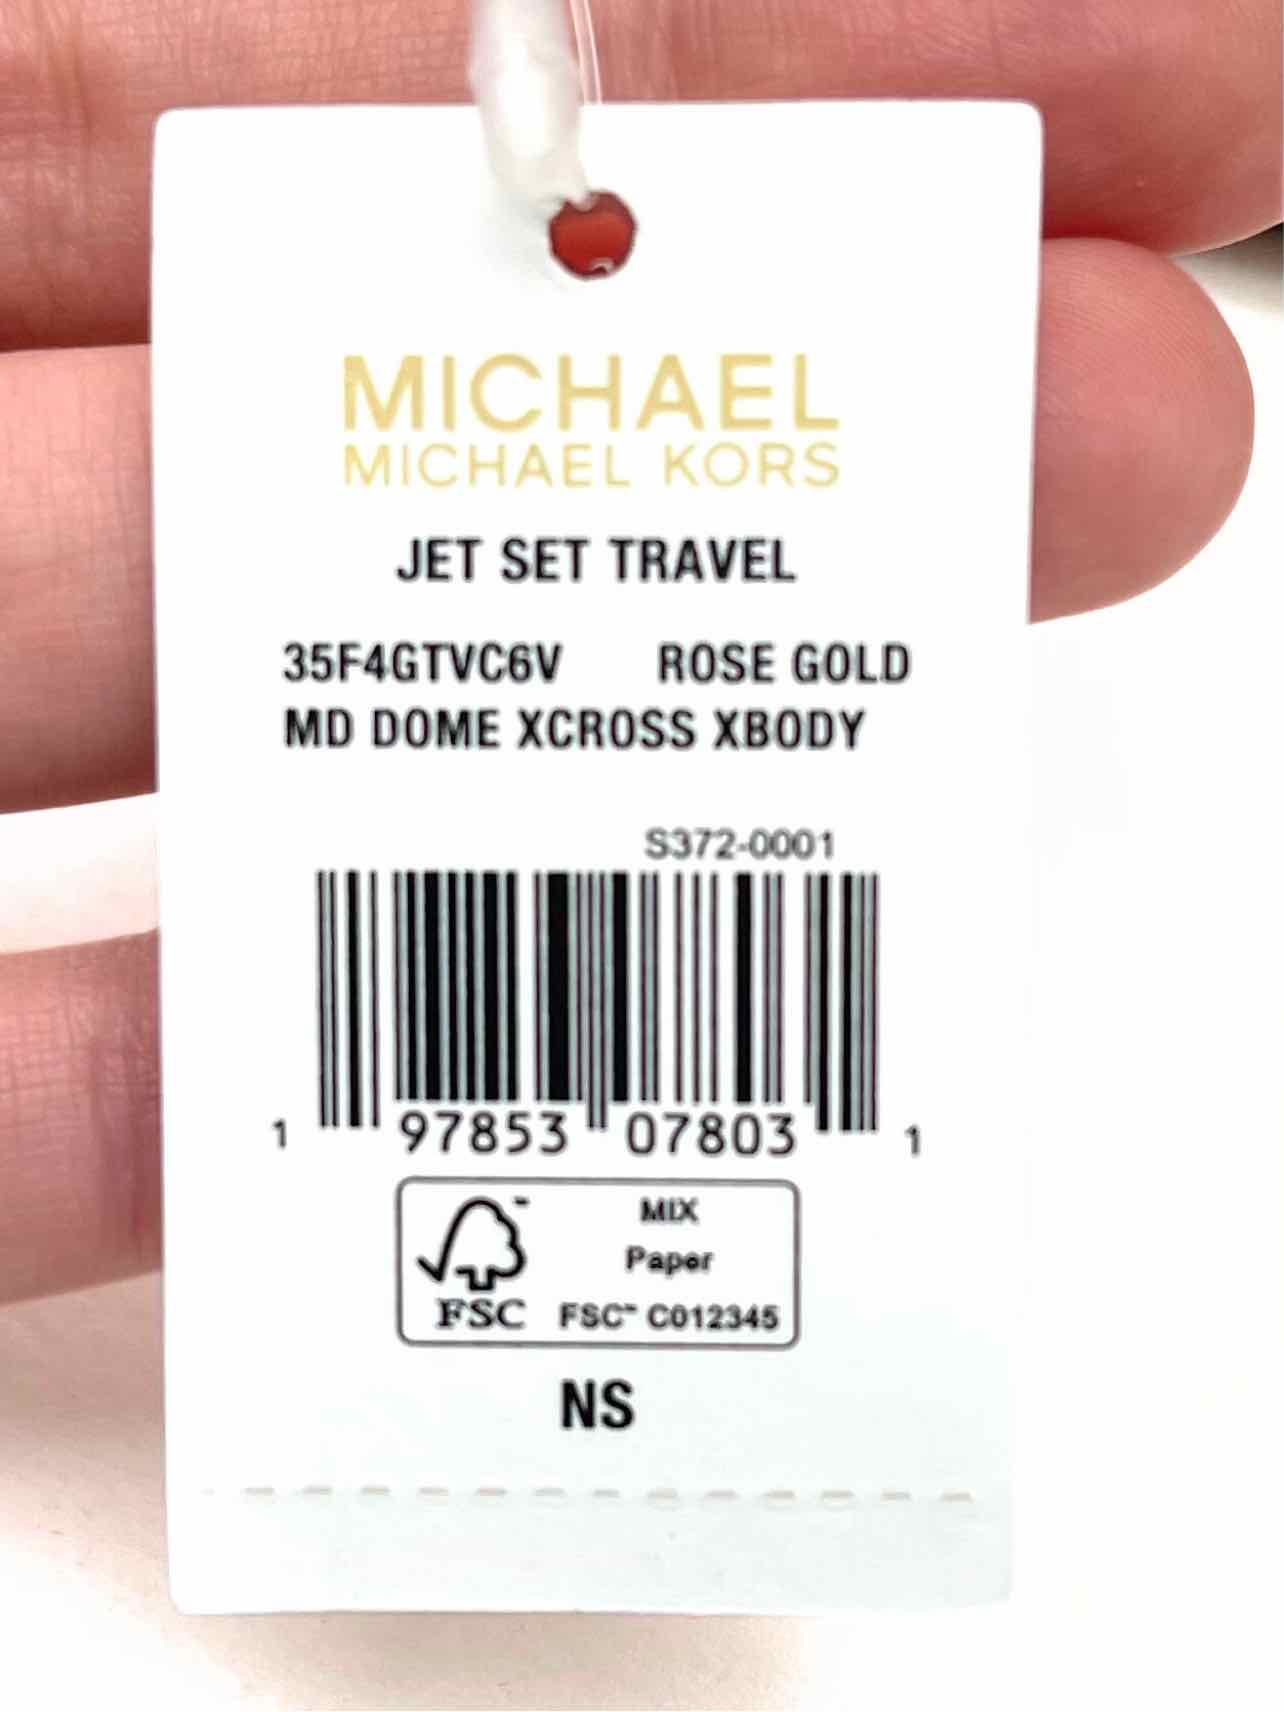 MICHAEL
MICHAEL KORS
JET SET TRAVEL
35F4GTVC6V ROSE GOLD
MD DOME XCROSS XBODY
S372-0001
1 97853 07803 1
MIX
Paper
FSC™ FSC™ C012345
NS